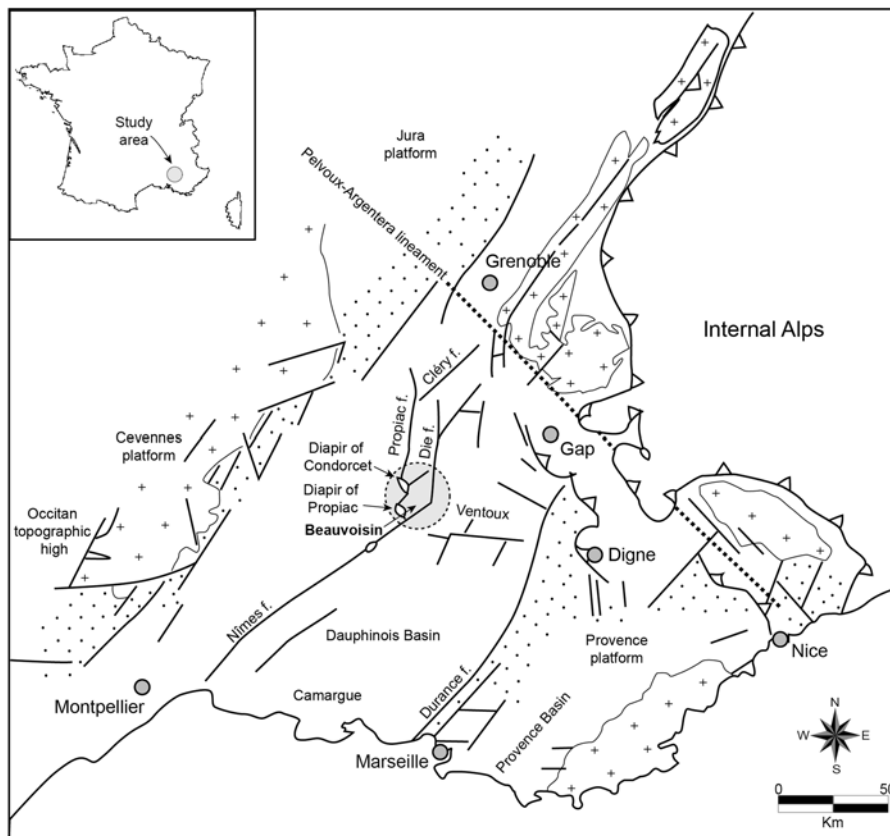 Study
area
Jura
platform
Pelvoux-Argentera lineament
Grenoble
Internal Alps
Cléry f.
Propiac f.
Die f.
Cevennes
platform
Gap
Diapir of
Condorcet
Diapir of
Propiac
Beauvoisin
Ventoux
Occitan
topographic
high
Digne
Nîmes f.
Dauphinois Basin
Provence
platform
Nice
Montpellier
Camargue
Durance f.
Provence Basin
Marseille
N
W E
S
0 50
Km